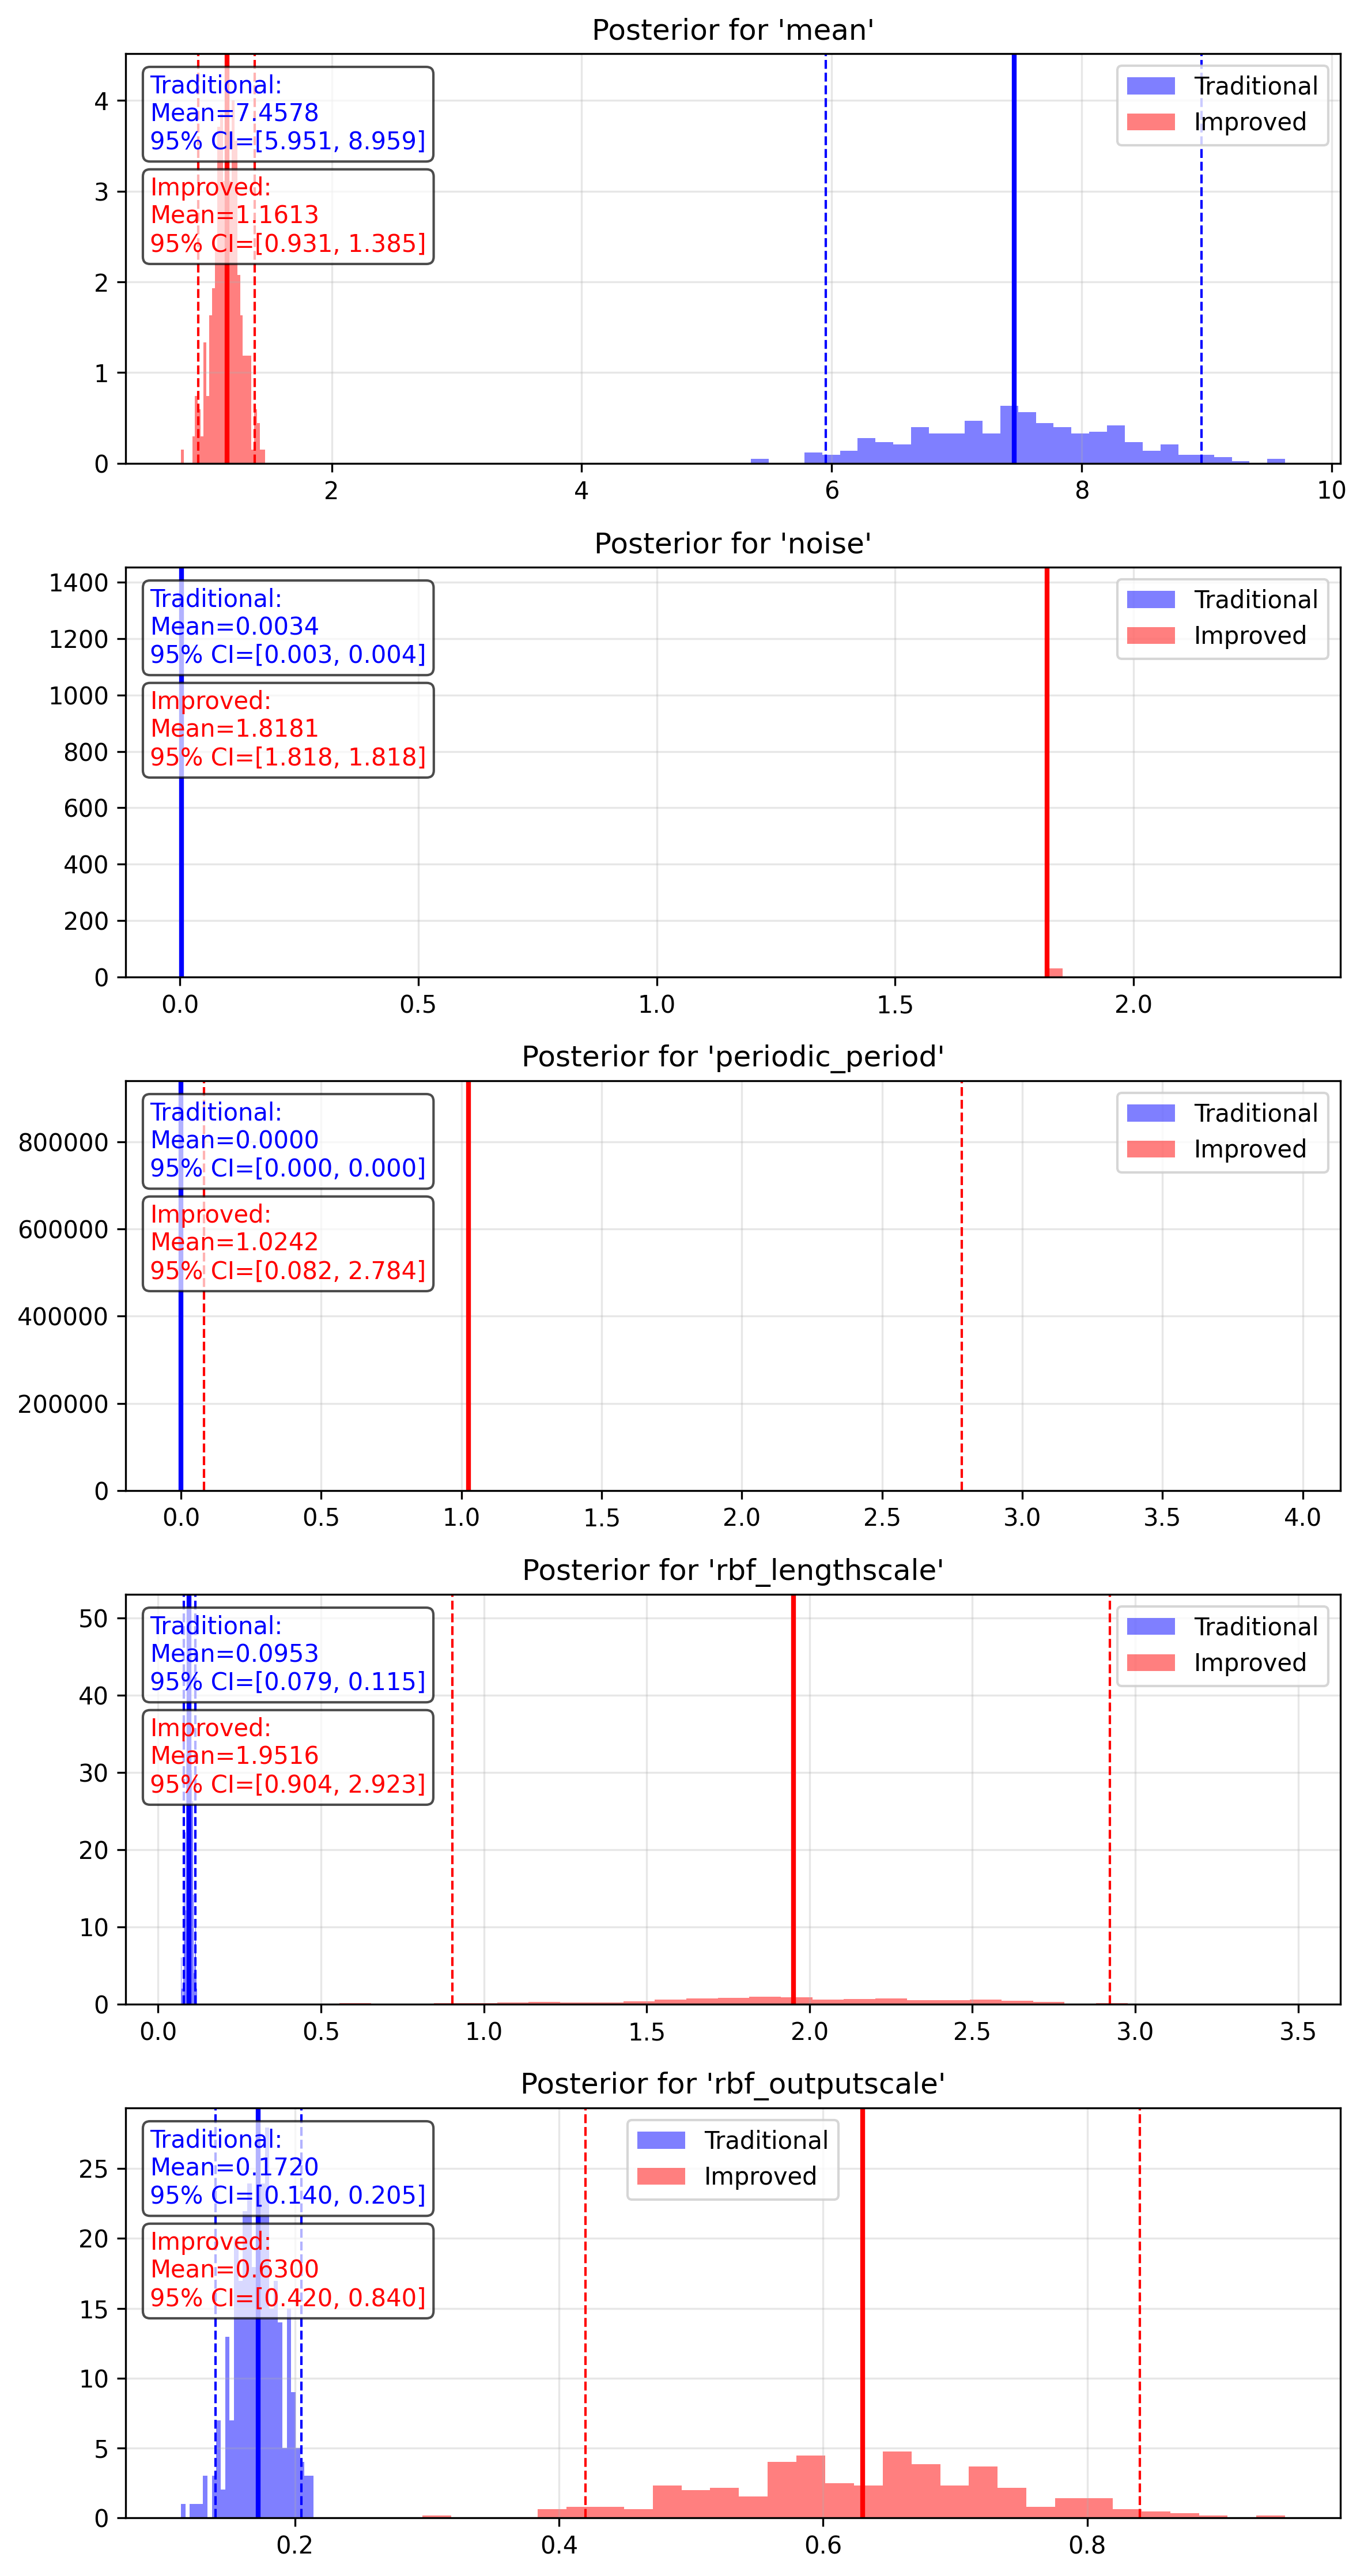 Posterior for 'mean'
Traditional:
Mean=7.4578
95% CI=[5.951, 8.959]
Improved:
Mean=1.1613
95% CI=[0.931, 1.385]
Traditional
Improved
4
3
2
1
0
2 4 6 8 10
Posterior for 'noise'
Traditional:
Mean=0.0034
95% CI=[0.003, 0.004]
Improved:
Mean=1.8181
95% CI=[1.818, 1.818]
Traditional
Improved
1400
1200
1000
800
600
400
200
0
0.0 0.5 1.0 1.5 2.0
Posterior for 'periodic_period'
Traditional:
Mean=0.0000
95% CI=[0.000, 0.000]
Improved:
Mean=1.0242
95% CI=[0.082, 2.784]
Traditional
Improved
800000
600000
400000
200000
0
0.0 0.5 1.0 1.5 2.0 2.5 3.0 3.5 4.0
Posterior for 'rbf_lengthscale'
Traditional:
Mean=0.0953
95% CI=[0.079, 0.115]
Improved:
Mean=1.9516
95% CI=[0.904, 2.923]
Traditional
Improved
50
40
30
20
10
0
0.0 0.5 1.0 1.5 2.0 2.5 3.0 3.5
Posterior for 'rbf_outputscale'
Traditional:
Mean=0.1720
95% CI=[0.140, 0.205]
Improved:
Mean=0.6300
95% CI=[0.420, 0.840]
Traditional
Improved
25
20
15
10
5
0
0.2 0.4 0.6 0.8